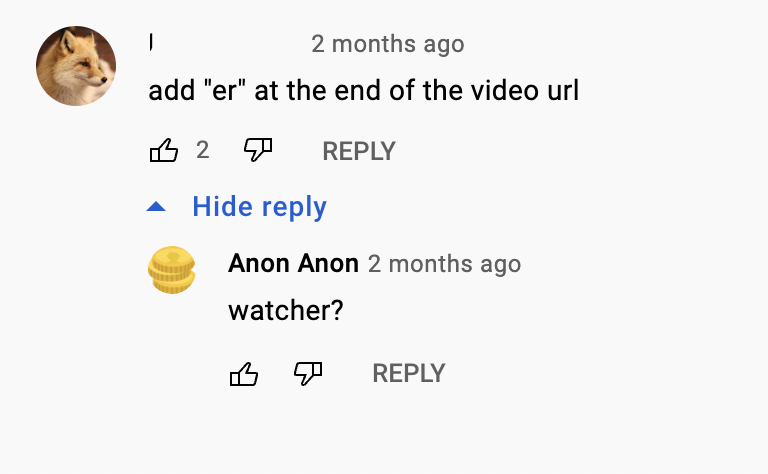 2 months ago
add "er" at the end of the video url
2
REPLY
Hide reply
Anon Anon 2 months ago
watcher?
REPLY